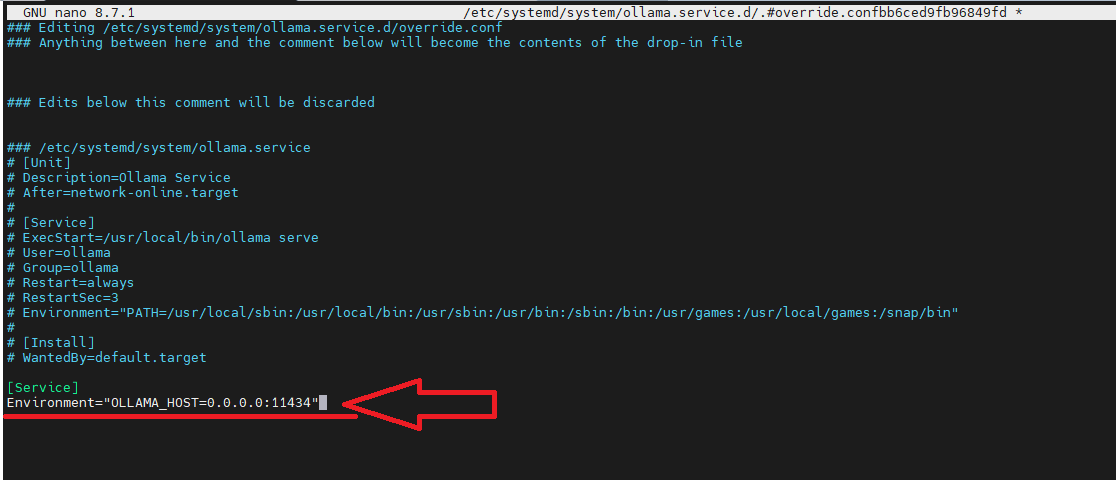 GNU nano 8.7.1 /etc/systemd/system/ollama.service.d/.#override.confbb6ced9fb96849fd *
### Editing /etc/systemd/system/ollama.service.d/override.conf
### Anything between here and the comment below will become the contents of the drop-in file
### Edits below this comment will be discarded
### /etc/systemd/system/ollama.service
# [Unit]
# Description=Ollama Service
# After=network-online.target
#
# [Service]
# ExecStart=/usr/local/bin/ollama serve
# User=ollama
# Group=ollama
# Restart=always
# RestartSec=3
# Environment="PATH=/usr/local/sbin:/usr/local/bin:/usr/sbin:/usr/bin:/sbin:/bin:/usr/games:/usr/local/games:/snap/bin"
#
# [Install]
# WantedBy=default.target
[Service]
Environment="OLLAMA_HOST=0.0.0.0:11434"